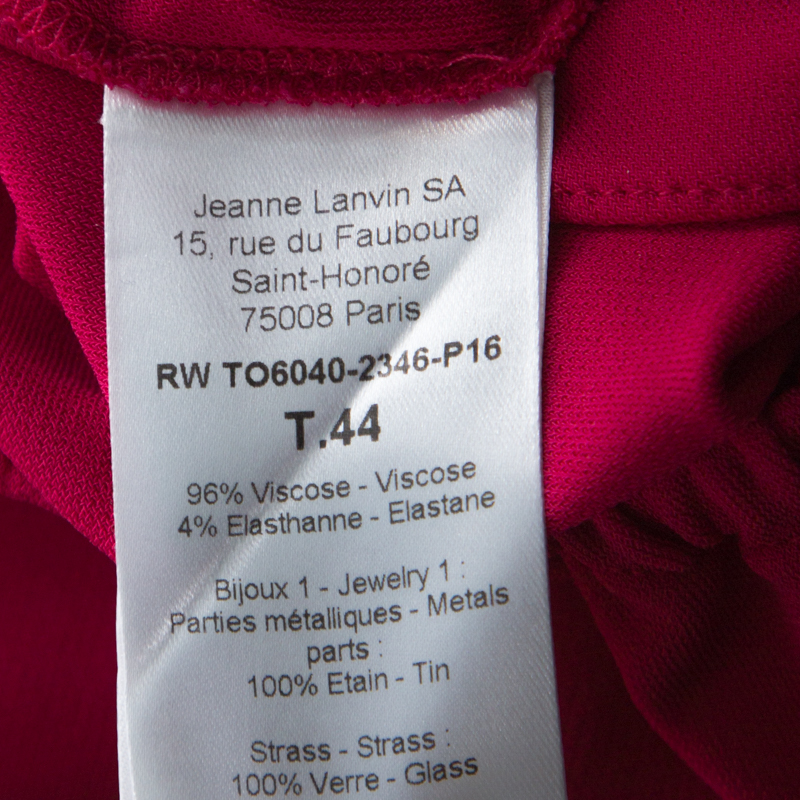 Jeanne Lanvin SA
15, rue du Faubourg
Saint-Honoré
75008 Paris
RW TO6040-2346-P16
T.44
96% Viscose - Viscose
4% Elasthanne - Elastane
Bijoux 1 - Jewelry 1 :
Parties métalliques - Metals
parts :
100% Etain - Tin
Strass - Strass :
100% Verre - Glass